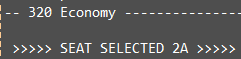 -- 320 Economy ---------------
>>>>> SEAT SELECTED 2A >>>>>